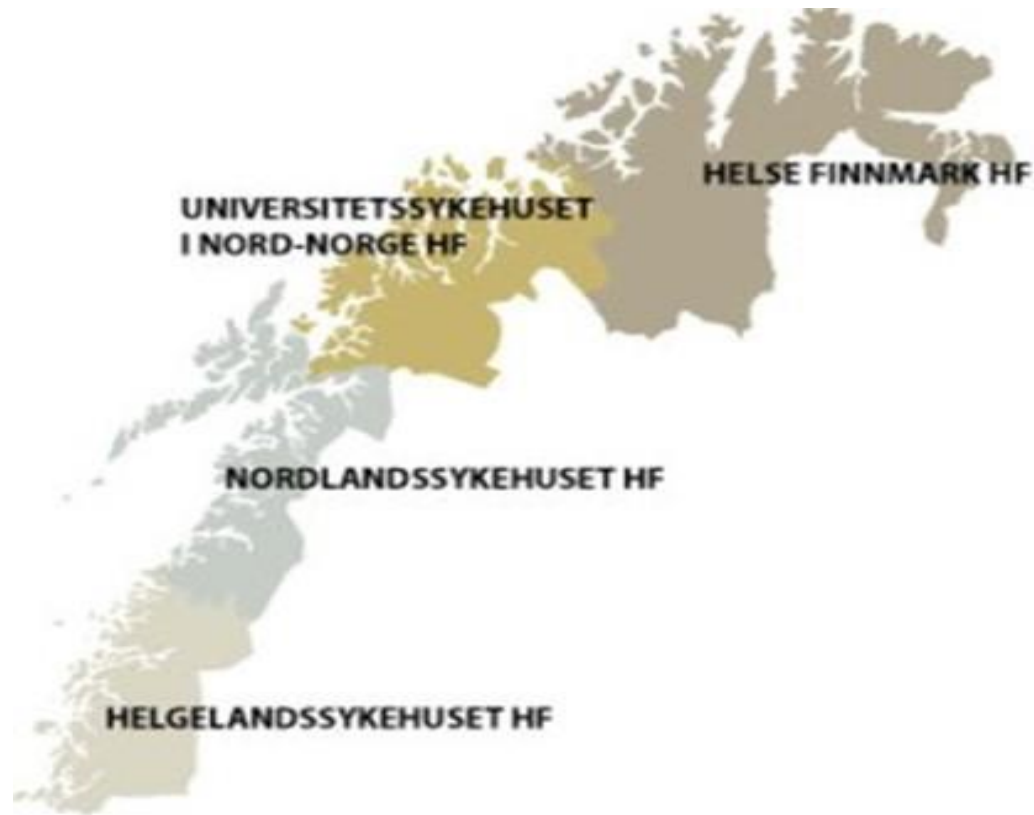 HELSE FINNMARK HF
UNIVERSITETSSYKEHUSET
I NORD-NORGE HF
NORDLANDSSYKEHUSET HF
HELGELANDSSYKEHUSET HF